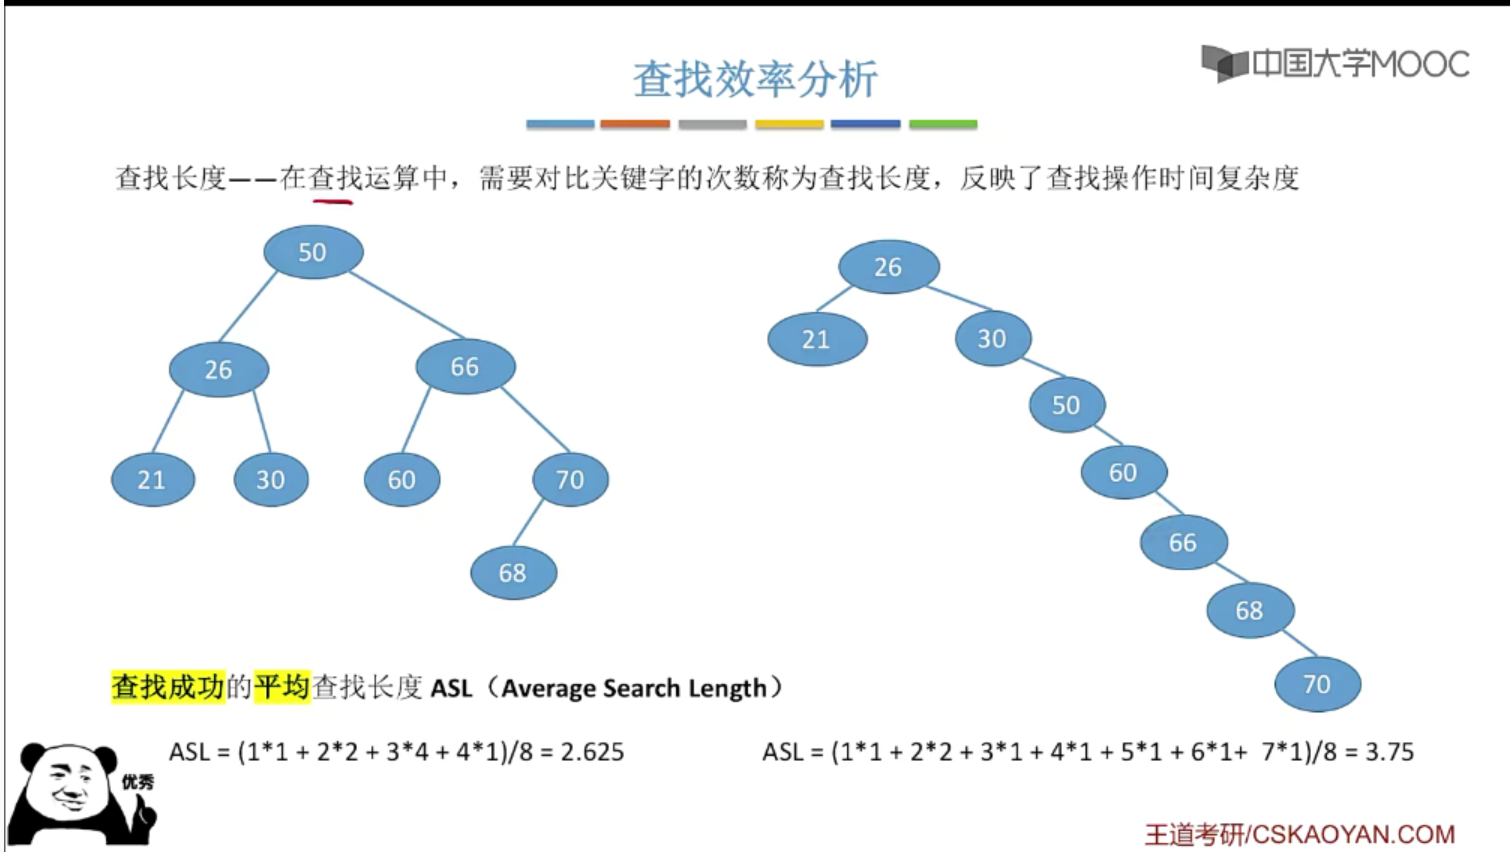 查找效率分析
中国大学MOOC
查找长度——在查找运算中，需要对比关键字的次数称为查找长度，反映了查找操作时间复杂度
50
26
26
66
21
30
21
30
60
70
50
68
60
66
68
70
查找成功的平均查找长度 ASL（Average Search Length）
ASL = (1*1 + 2*2 + 3*4 + 4*1)/8 = 2.625
ASL = (1*1 + 2*2 + 3*1 + 4*1 + 5*1 + 6*1+ 7*1)/8 = 3.75
优秀
王道考研/CSKAOYAN.COM